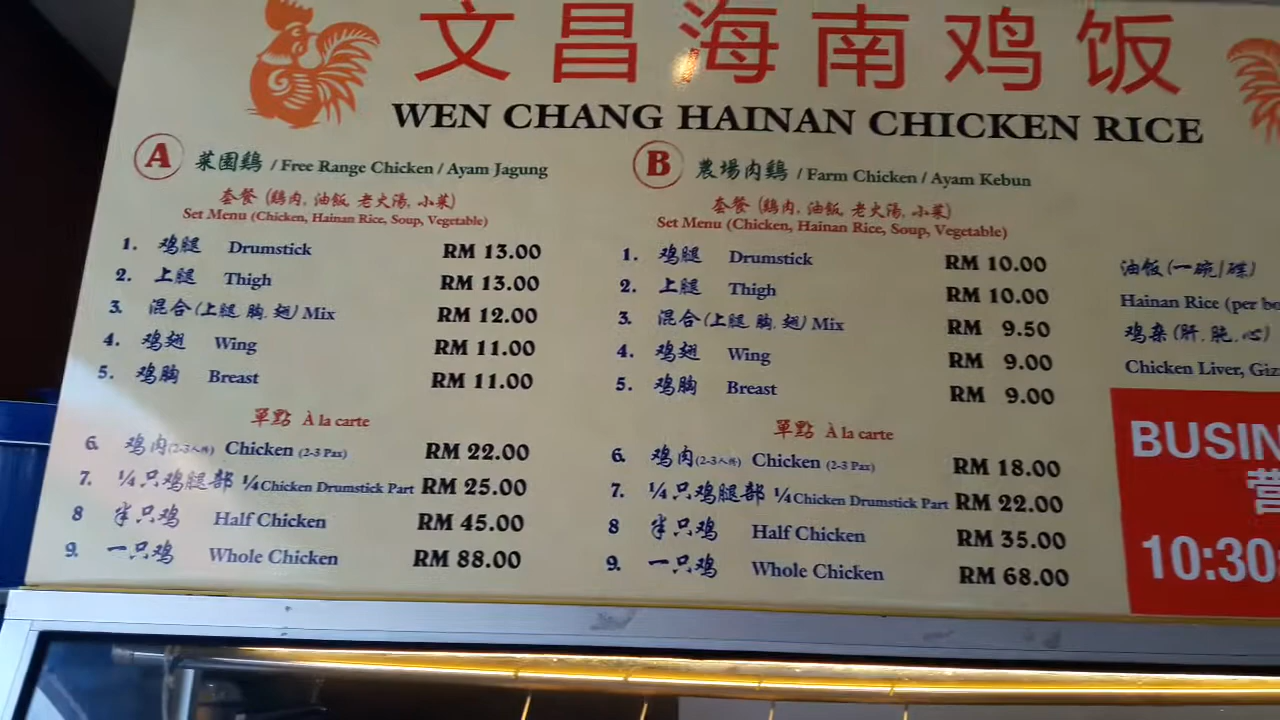 文昌海南鸡饭
WEN CHANG HAINAN CHICKEN RICE
A 菜園鷄 / Free Range Chicken / Ayam Jagung
套餐 (鷄肉, 油飯, 老火湯, 小菜)
Set Menu (Chicken, Hainan Rice, Soup, Vegetable)
1. 鸡腿 Drumstick RM 13.00
2. 上腿 Thigh RM 13.00
3. 混合(上腿.胸.翅) Mix RM 12.00
4. 鸡翅 Wing RM 11.00
5. 鸡胸 Breast RM 11.00
單點 À la carte
6. 鸡肉(2-3人份) Chicken (2-3 Pax) RM 22.00
7. ¼只鸡腿部 ¼Chicken Drumstick Part RM 25.00
8 半只鸡 Half Chicken RM 45.00
9. 一只鸡 Whole Chicken RM 88.00
B 農場肉鷄 / Farm Chicken / Ayam Kebun
套餐 (鷄肉, 油飯, 老火湯, 小菜)
Set Menu (Chicken, Hainan Rice, Soup, Vegetable)
1. 鸡腿 Drumstick RM 10.00
2. 上腿 Thigh RM 10.00
3. 混合(上腿.胸.翅) Mix RM 9.50
4. 鸡翅 Wing RM 9.00
5. 鸡胸 Breast RM 9.00
單點 À la carte
6. 鸡肉(2-3人份) Chicken (2-3 Pax) RM 18.00
7. ¼只鸡腿部 ¼Chicken Drumstick Part RM 22.00
8 半只鸡 Half Chicken RM 35.00
9. 一只鸡 Whole Chicken RM 68.00
油饭(一碗/碟)
Hainan Rice (per bo
鸡杂(肝.肫.心)
Chicken Liver, Giz
BUSIN
营
10:30